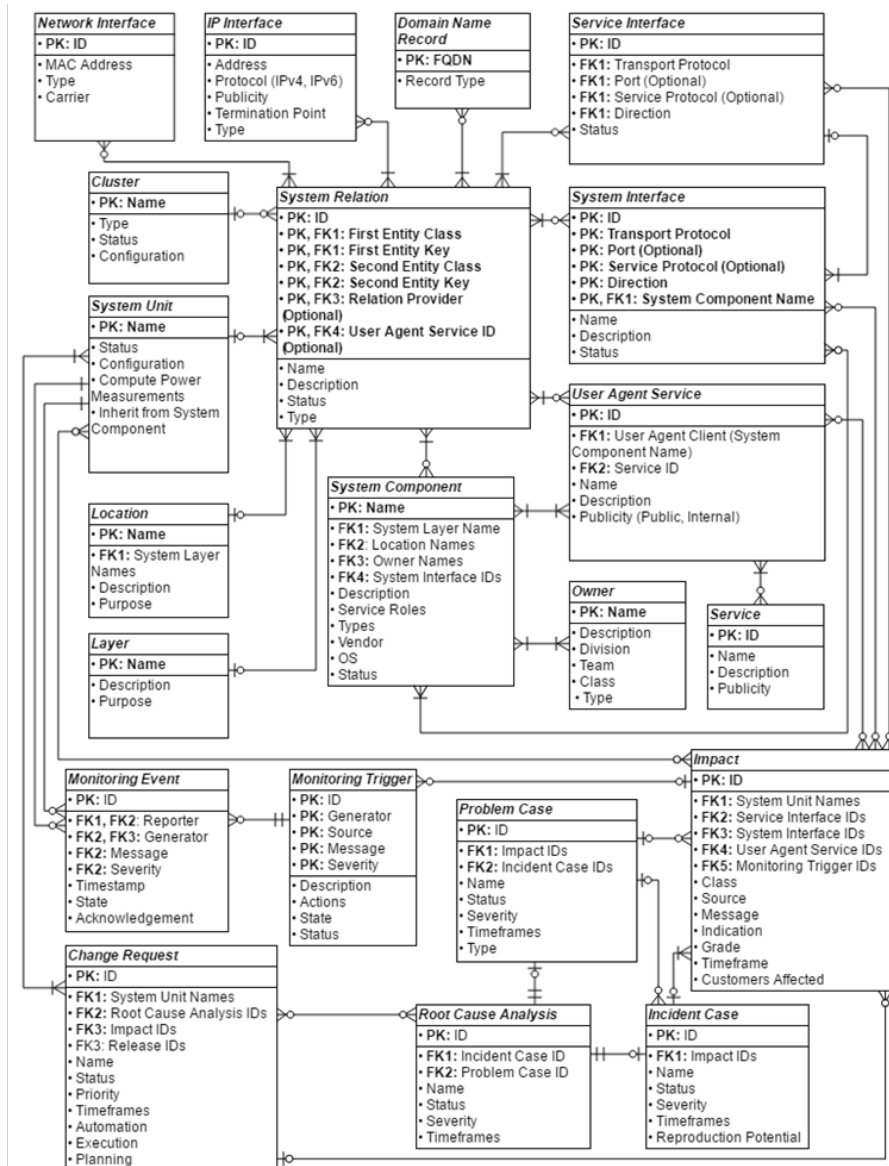 Network Interface
• PK: ID
• MAC Address
• Type
• Carrier
IP Interface
• PK: ID
• Address
• Protocol (IPv4, IPv6)
• Publicity
• Termination Point
• Type
Domain Name
Record
• PK: FQDN
• Record Type
Service Interface
• PK: ID
• FK1: Transport Protocol
• FK1: Port (Optional)
• FK1: Service Protocol (Optional)
• FK1: Direction
• Status
Cluster
• PK: Name
• Type
• Status
• Configuration
System Relation
• PK: ID
• PK, FK1: First Entity Class
• PK, FK1: First Entity Key
• PK, FK2: Second Entity Class
• PK, FK2: Second Entity Key
• PK, FK3: Relation Provider
(Optional)
• PK, FK4: User Agent Service ID
(Optional)
• Name
• Description
• Status
• Type
System Interface
• PK: ID
• PK: Transport Protocol
• PK: Port (Optional)
• PK: Service Protocol (Optional)
• PK: Direction
• PK, FK1: System Component Name
• Name
• Description
• Status
System Unit
• PK: Name
• Status
• Configuration
• Compute Power
Measurements
• Inherit from System
Component
User Agent Service
• PK: ID
• FK1: User Agent Client (System
Component Name)
• FK2: Service ID
• Name
• Description
• Publicity (Public, Internal)
System Component
• PK: Name
• FK1: System Layer Name
• FK2: Location Names
• FK3: Owner Names
• FK4: System Interface IDs
• Description
• Service Roles
• Types
• Vendor
• OS
• Status
Location
• PK: Name
• FK1: System Layer
Names
• Description
• Purpose
Owner
• PK: Name
• Description
• Division
• Team
• Class
• Type
Service
• PK: ID
• Name
• Description
• Publicity
Layer
• PK: Name
• Description
• Purpose
Monitoring Event
• PK: ID
• FK1, FK2: Reporter
• FK2, FK3: Generator
• FK2: Message
• FK2: Severity
• Timestamp
• State
• Acknowledgement
Monitoring Trigger
• PK: ID
• PK: Generator
• PK: Source
• PK: Message
• PK: Severity
• Description
• Actions
• State
• Status
Problem Case
• PK: ID
• FK1: Impact IDs
• FK2: Incident Case IDs
• Name
• Status
• Severity
• Timeframes
• Type
Impact
• PK: ID
• FK1: System Unit Names
• FK2: Service Interface IDs
• FK3: System Interface IDs
• FK4: User Agent Service IDs
• FK5: Monitoring Trigger IDs
• Class
• Source
• Message
• Indication
• Grade
• Timeframe
• Customers Affected
Change Request
• PK: ID
• FK1: System Unit Names
• FK2: Root Cause Analysis IDs
• FK3: Impact IDs
• FK3: Release IDs
• Name
• Status
• Priority
• Timeframes
• Automation
• Execution
• Planning
Root Cause Analysis
• PK: ID
• FK1: Incident Case ID
• FK2: Problem Case ID
• Name
• Status
• Severity
• Timeframes
Incident Case
• PK: ID
• FK1: Impact IDs
• Name
• Status
• Severity
• Timeframes
• Reproduction Potential